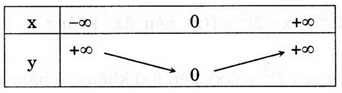 x −∞ 0 +∞
+∞ +∞
y
0